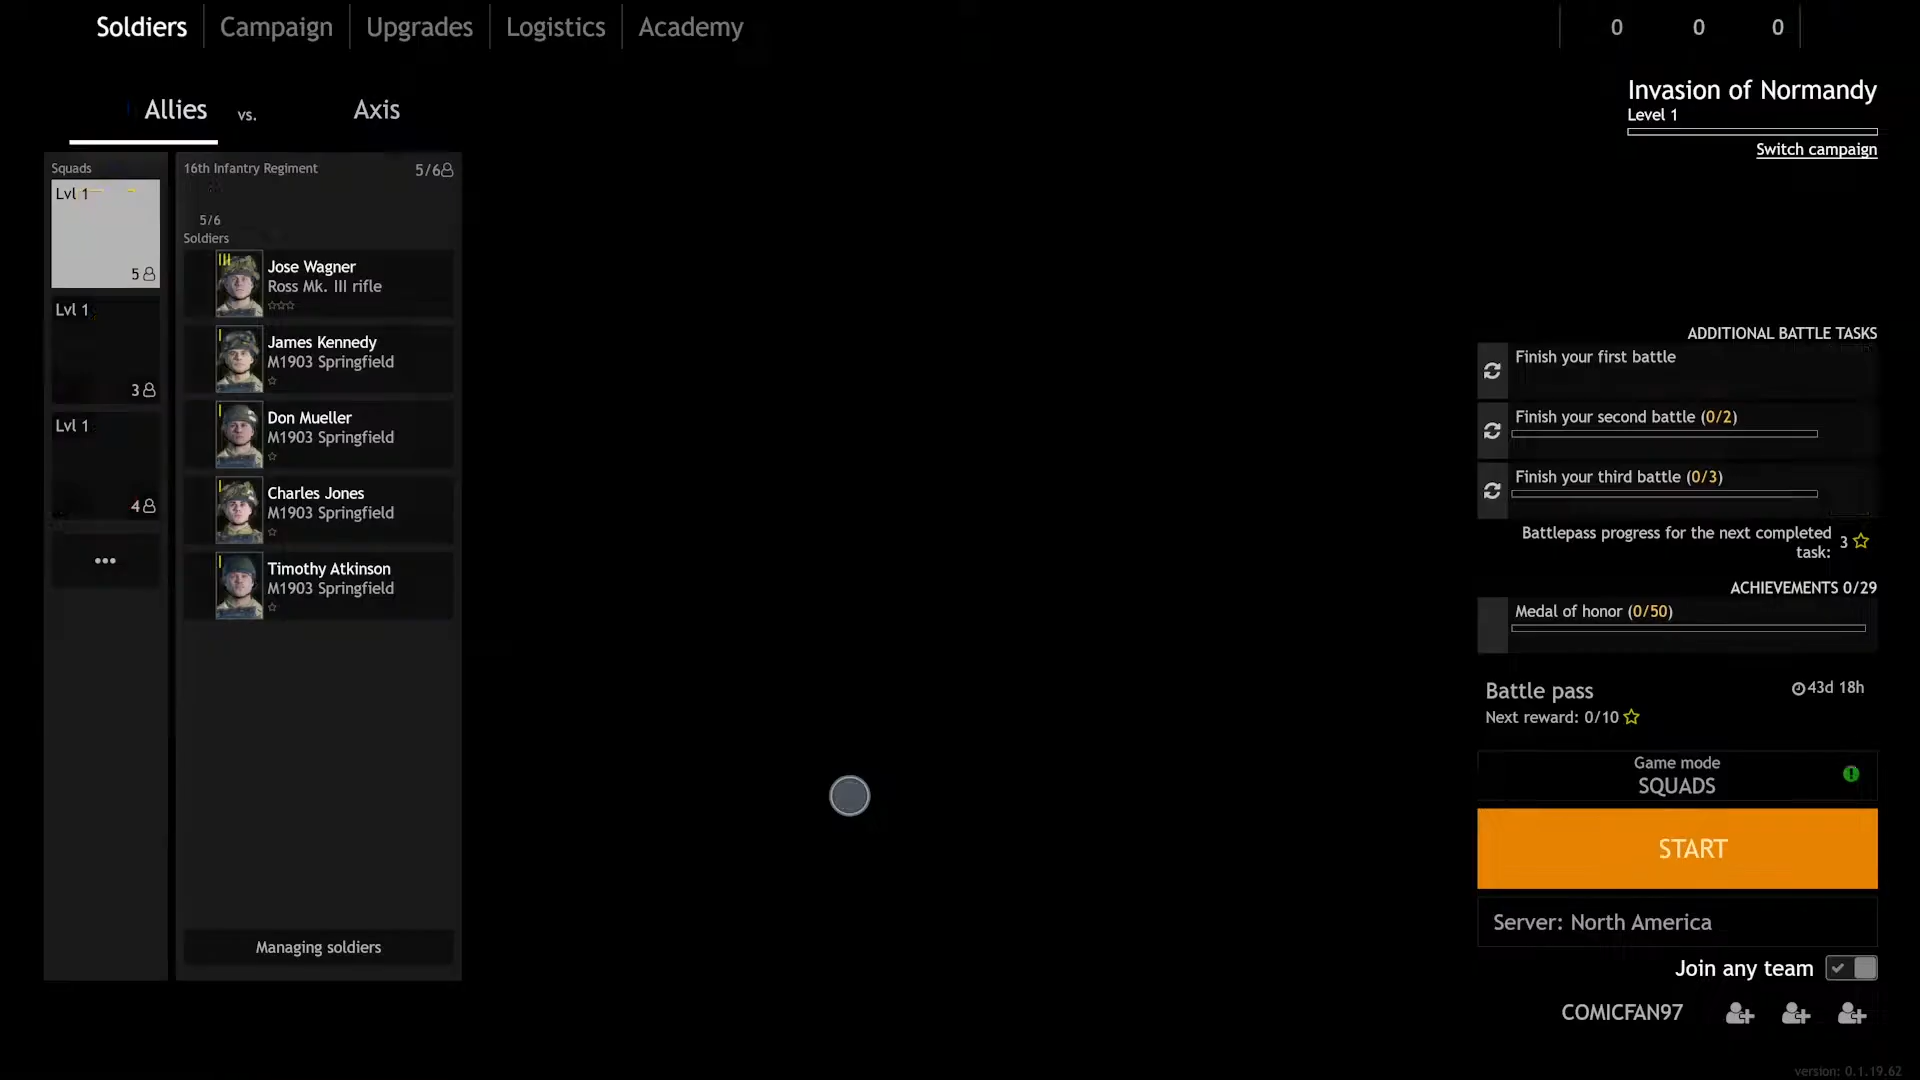 Soldiers
Campaign
Upgrades
Logistics
Academy
0
0
0
Allies
vs.
Axis
Invasion of Normandy
Level 1
Switch campaign
Squads
Lvl 1
5
Lvl 1
3
Lvl 1
4
•••
16th Infantry Regiment
5/6
5/6
Soldiers
Jose Wagner
Ross Mk. III rifle
James Kennedy
M1903 Springfield
Don Mueller
M1903 Springfield
Charles Jones
M1903 Springfield
Timothy Atkinson
M1903 Springfield
Managing soldiers
ADDITIONAL BATTLE TASKS
Finish your first battle
Finish your second battle (0/2)
Finish your third battle (0/3)
Battlepass progress for the next completed
task:
3
ACHIEVEMENTS 0/29
Medal of honor (0/50)
Battle pass
43d 18h
Next reward: 0/10
Game mode
SQUADS
START
Server: North America
Join any team
COMICFAN97
version: 0.1.19.62